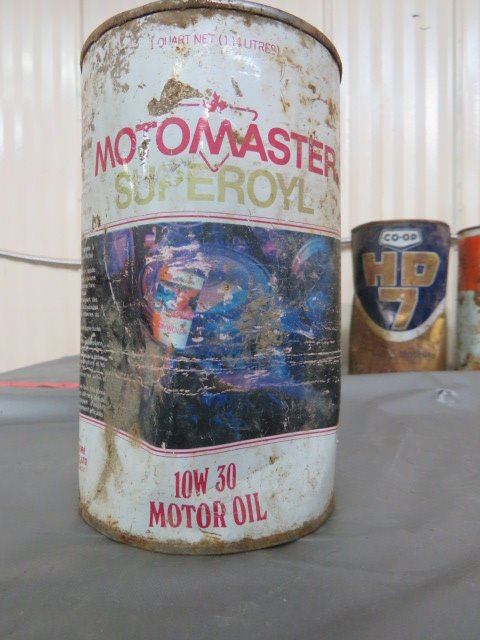 1 QUART NET (1.14 LITRES)
MOTOMASTER
SUPEROYL
10W 30
MOTOR OIL
CO-OP
HD
7